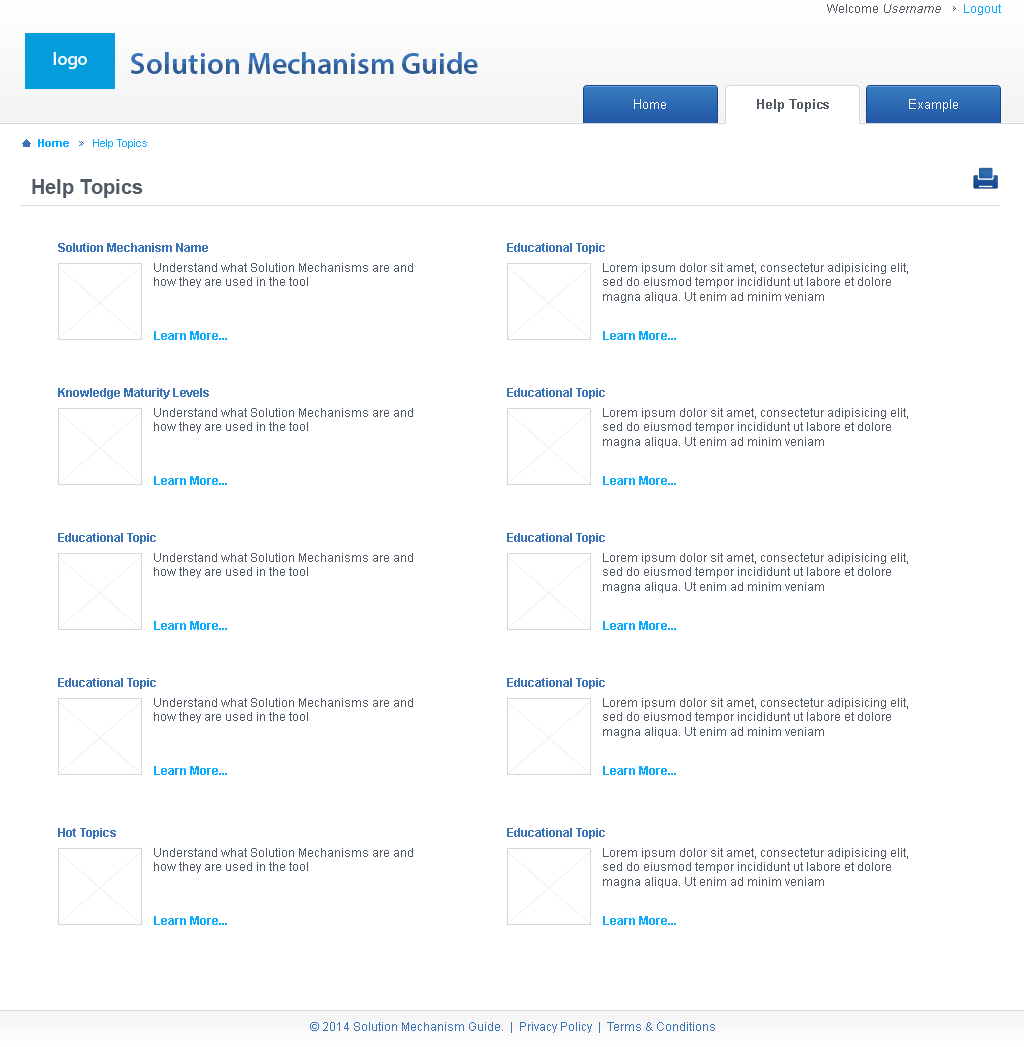 Welcome Username › Logout
logo
Solution Mechanism Guide
Home
Help Topics
Example
Home » Help Topics
Help Topics
Solution Mechanism Name
Understand what Solution Mechanisms are and
how they are used in the tool
Learn More...
Educational Topic
Lorem ipsum dolor sit amet, consectetur adipisicing elit,
sed do eiusmod tempor incididunt ut labore et dolore
magna aliqua. Ut enim ad minim veniam
Learn More...
Knowledge Maturity Levels
Understand what Solution Mechanisms are and
how they are used in the tool
Learn More...
Educational Topic
Lorem ipsum dolor sit amet, consectetur adipisicing elit,
sed do eiusmod tempor incididunt ut labore et dolore
magna aliqua. Ut enim ad minim veniam
Learn More...
Educational Topic
Understand what Solution Mechanisms are and
how they are used in the tool
Learn More...
Educational Topic
Lorem ipsum dolor sit amet, consectetur adipisicing elit,
sed do eiusmod tempor incididunt ut labore et dolore
magna aliqua. Ut enim ad minim veniam
Learn More...
Educational Topic
Understand what Solution Mechanisms are and
how they are used in the tool
Learn More...
Educational Topic
Lorem ipsum dolor sit amet, consectetur adipisicing elit,
sed do eiusmod tempor incididunt ut labore et dolore
magna aliqua. Ut enim ad minim veniam
Learn More...
Hot Topics
Understand what Solution Mechanisms are and
how they are used in the tool
Learn More...
Educational Topic
Lorem ipsum dolor sit amet, consectetur adipisicing elit,
sed do eiusmod tempor incididunt ut labore et dolore
magna aliqua. Ut enim ad minim veniam
Learn More...
© 2014 Solution Mechanism Guide. | Privacy Policy | Terms & Conditions